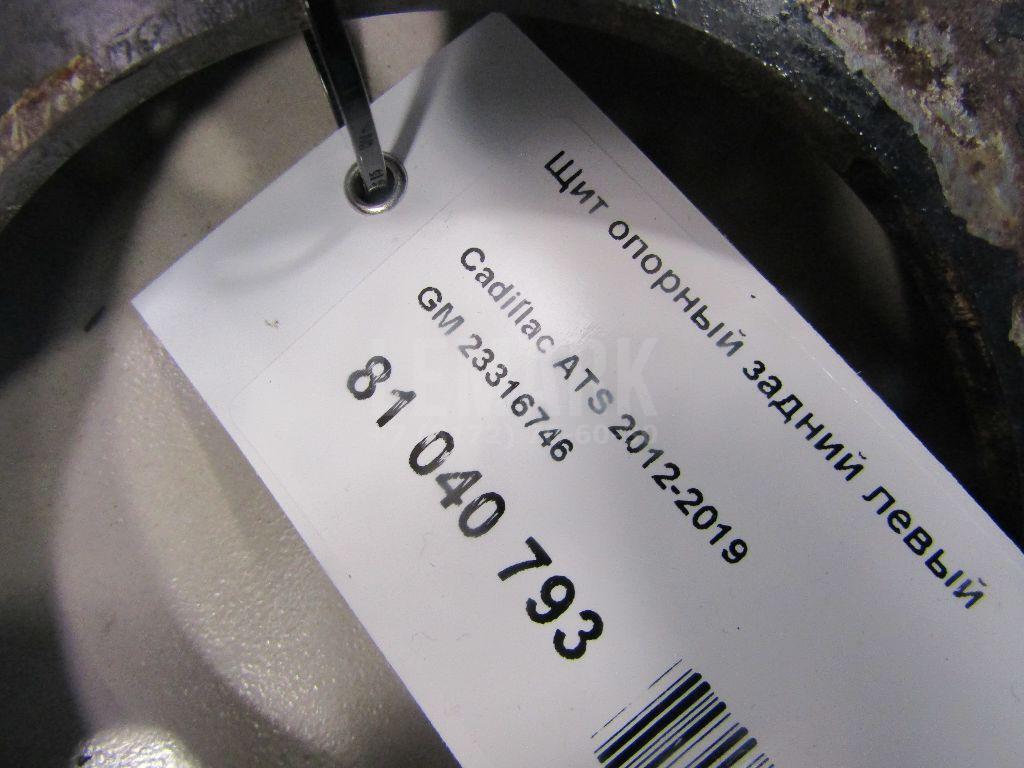 Щит опорный задний левый
Cadillac ATS 2012-2019
GM 23316746
81 040 793